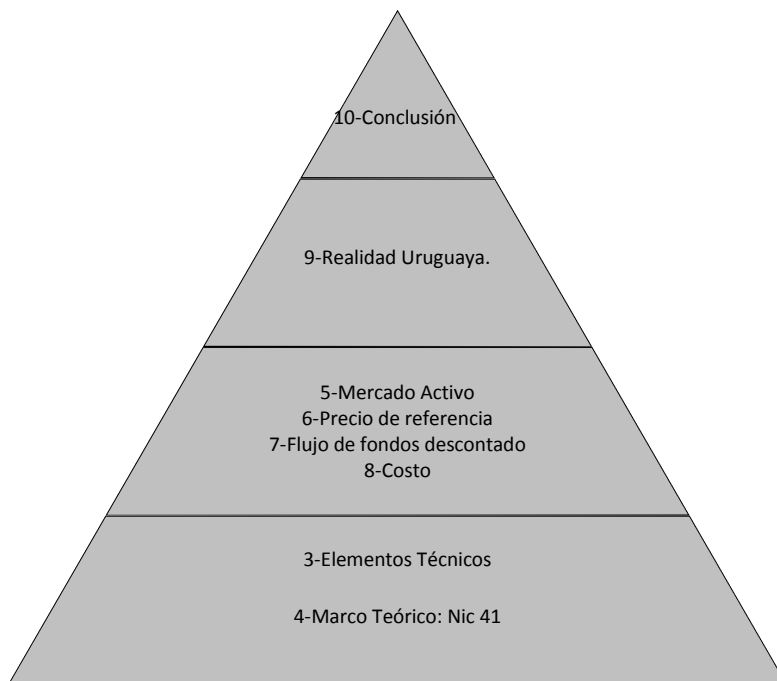 10-Conclusión
9-Realidad Uruguaya.
5-Mercado Activo
6-Precio de referencia
7-Flujo de fondos descontado
8-Costo
3-Elementos Técnicos
4-Marco Teórico: Nic 41